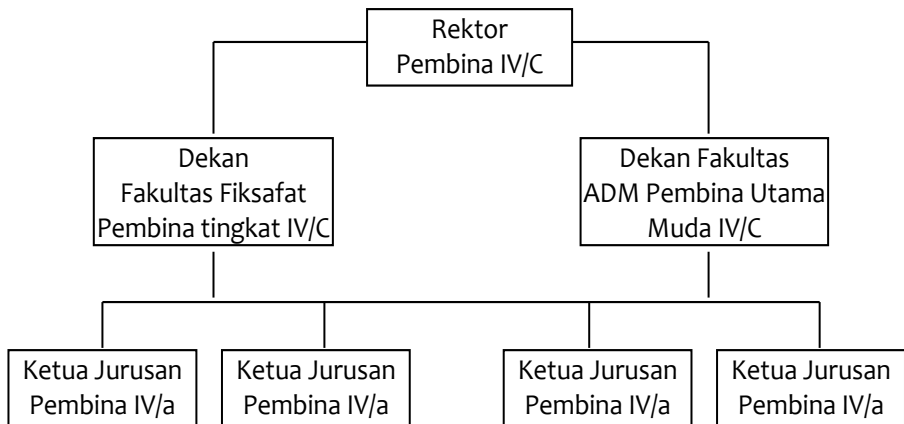 Rektor
Pembina IV/C
Dekan
Fakultas Fiksafat
Pembina tingkat IV/C
Dekan Fakultas
ADM Pembina Utama
Muda IV/C
Ketua Jurusan
Pembina IV/a
Ketua Jurusan
Pembina IV/a
Ketua Jurusan
Pembina IV/a
Ketua Jurusan
Pembina IV/a